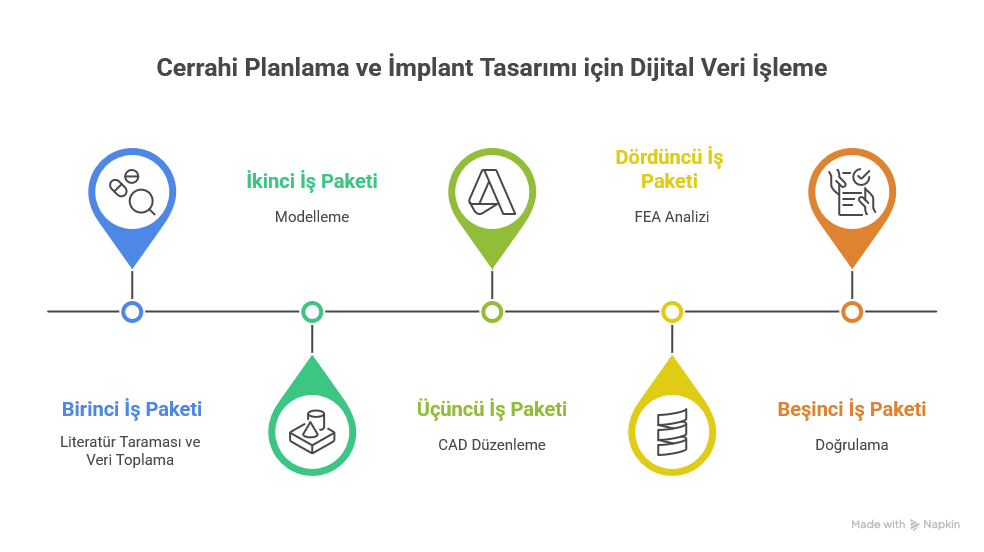 Cerrahi Planlama ve İmplant Tasarımı için Dijital Veri İşleme
Birinci İş Paketi
Literatür Taraması ve
Veri Toplama
İkinci İş Paketi
Modelleme
Üçüncü İş Paketi
CAD Düzenleme
Dördüncü İş
Paketi
FEA Analizi
Beşinci İş Paketi
Doğrulama
Made with Napkin